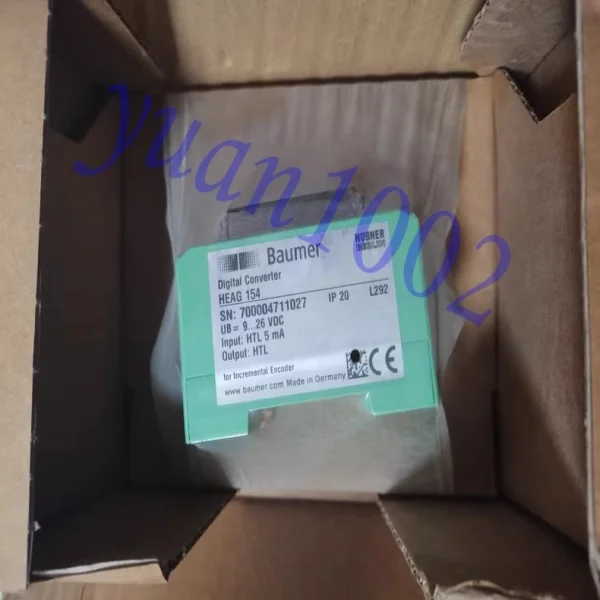 yuan1002
Baumer
HÜBNER
BERLIN
Digital Converter
HEAG 154
SN: 700004711027 IP 20 L292
UB = 9...26 VDC
Input: HTL 5 mA
Output: HTL
for Incremental Encoder
www.baumer.com Made in Germany
CE